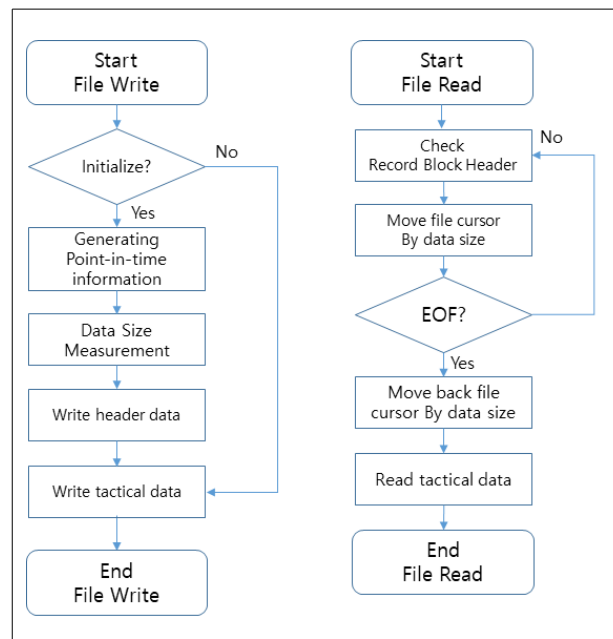 Start
File Write
Initialize?
No
Yes
Generating
Point-in-time
information
Data Size
Measurement
Write header data
Write tactical data
End
File Write
Start
File Read
No
Check
Record Block Header
Move file cursor
By data size
EOF?
Yes
Move back file
cursor By data size
Read tactical data
End
File Read